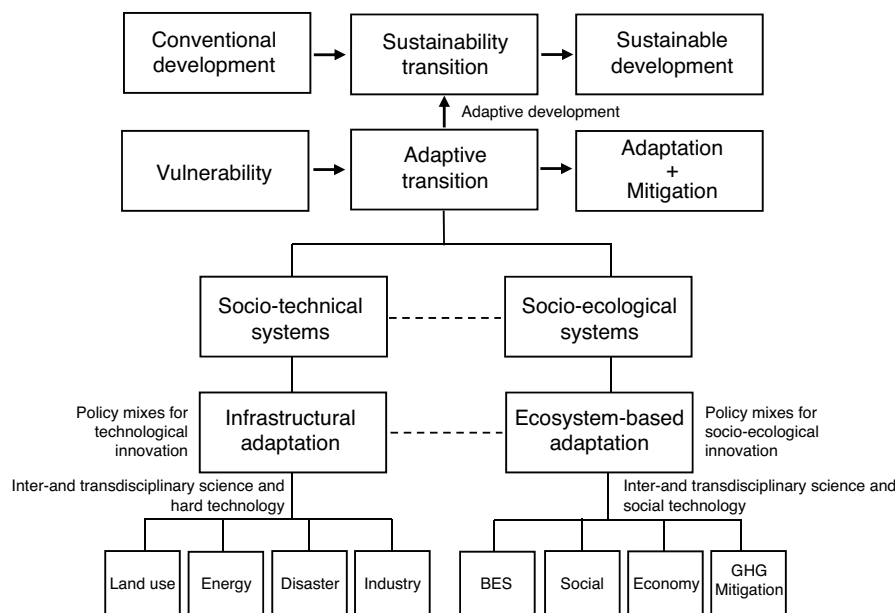 Conventional
development
Sustainability
transition
Sustainable
development
Adaptive development
Vulnerability
Adaptive
transition
Adaptation
+
Mitigation
Socio-technical
systems
Socio-ecological
systems
Policy mixes for
technological
innovation
Infrastructural
adaptation
Ecosystem-based
adaptation
Policy mixes for
socio-ecological
innovation
Inter-and transdisciplinary science and
hard technology
Inter-and transdisciplinary science and
social technology
Land use
Energy
Disaster
Industry
BES
Social
Economy
GHG
Mitigation